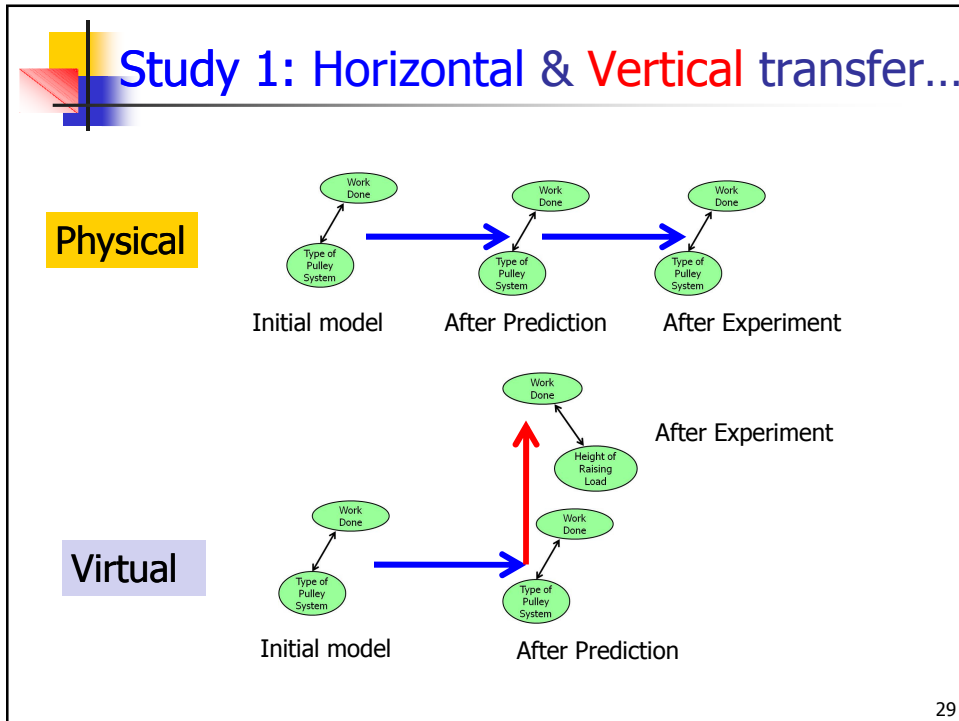 Study 1: Horizontal & Vertical transfer…
Physical
Work
Done
Type of
Pulley
System
Initial model
Work
Done
Type of
Pulley
System
After Prediction
Work
Done
Type of
Pulley
System
After Experiment
Virtual
Work
Done
Type of
Pulley
System
Initial model
Work
Done
Height of
Raising
Load
After Experiment
Work
Done
Type of
Pulley
System
After Prediction
29